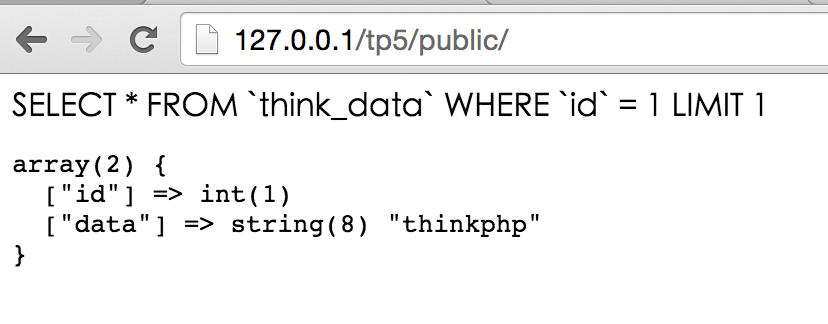 127.0.0.1/tp5/public/
SELECT * FROM `think_data` WHERE `id` = 1 LIMIT 1
array(2) {
  ["id"] => int(1)
  ["data"] => string(8) "thinkphp"
}